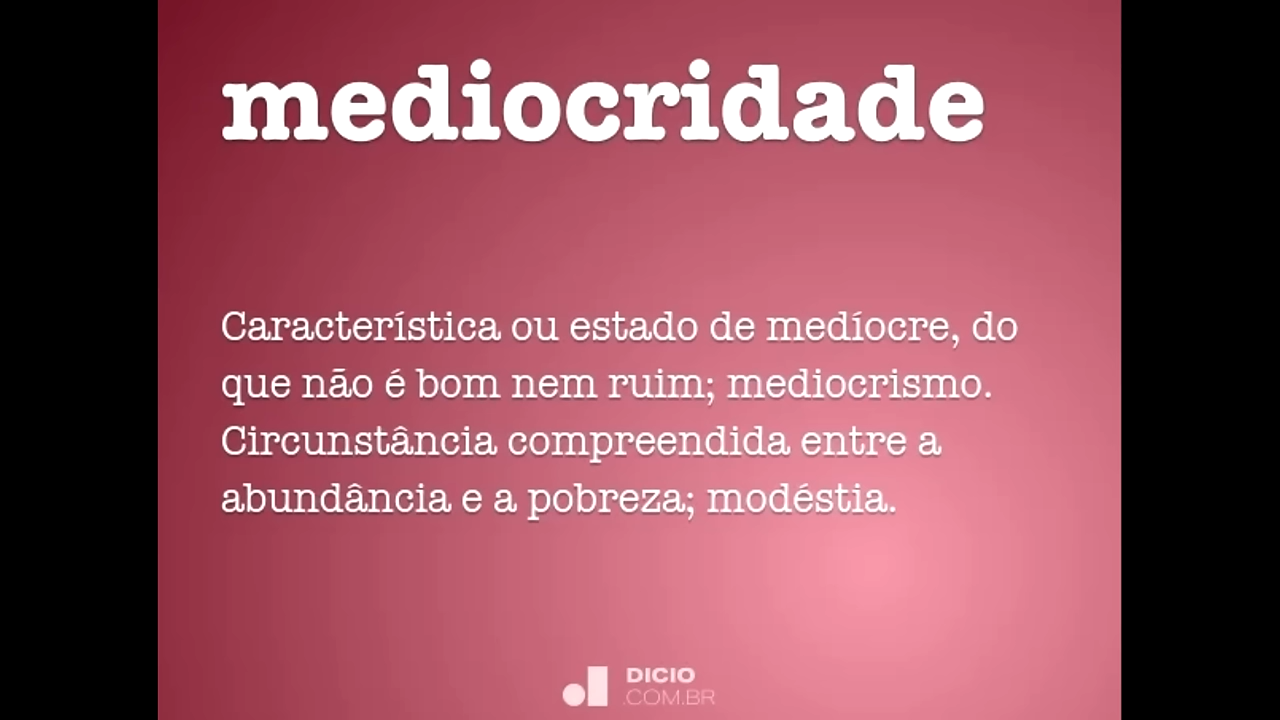 mediocridade
Característica ou estado de medíocre, do
que não é bom nem ruim; mediocrismo.
Circunstância compreendida entre a
abundância e a pobreza; modéstia.
DICIO
.COM.BR